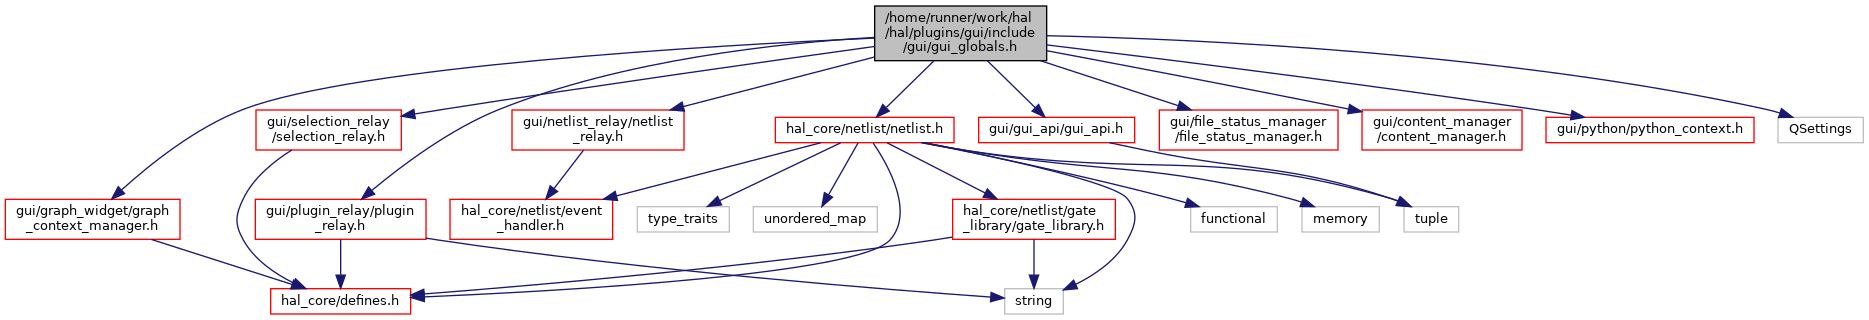 /home/runner/work/hal
/hal/plugins/gui/include
/gui/gui_globals.h
gui/selection_relay
/selection_relay.h
gui/netlist_relay/netlist
_relay.h
hal_core/netlist/netlist.h
gui/gui_api/gui_api.h
gui/file_status_manager
/file_status_manager.h
gui/content_manager
/content_manager.h
gui/python/python_context.h
QSettings
gui/graph_widget/graph
_context_manager.h
gui/plugin_relay/plugin
_relay.h
hal_core/netlist/event
_handler.h
type_traits
unordered_map
hal_core/netlist/gate
_library/gate_library.h
functional
memory
tuple
hal_core/defines.h
string